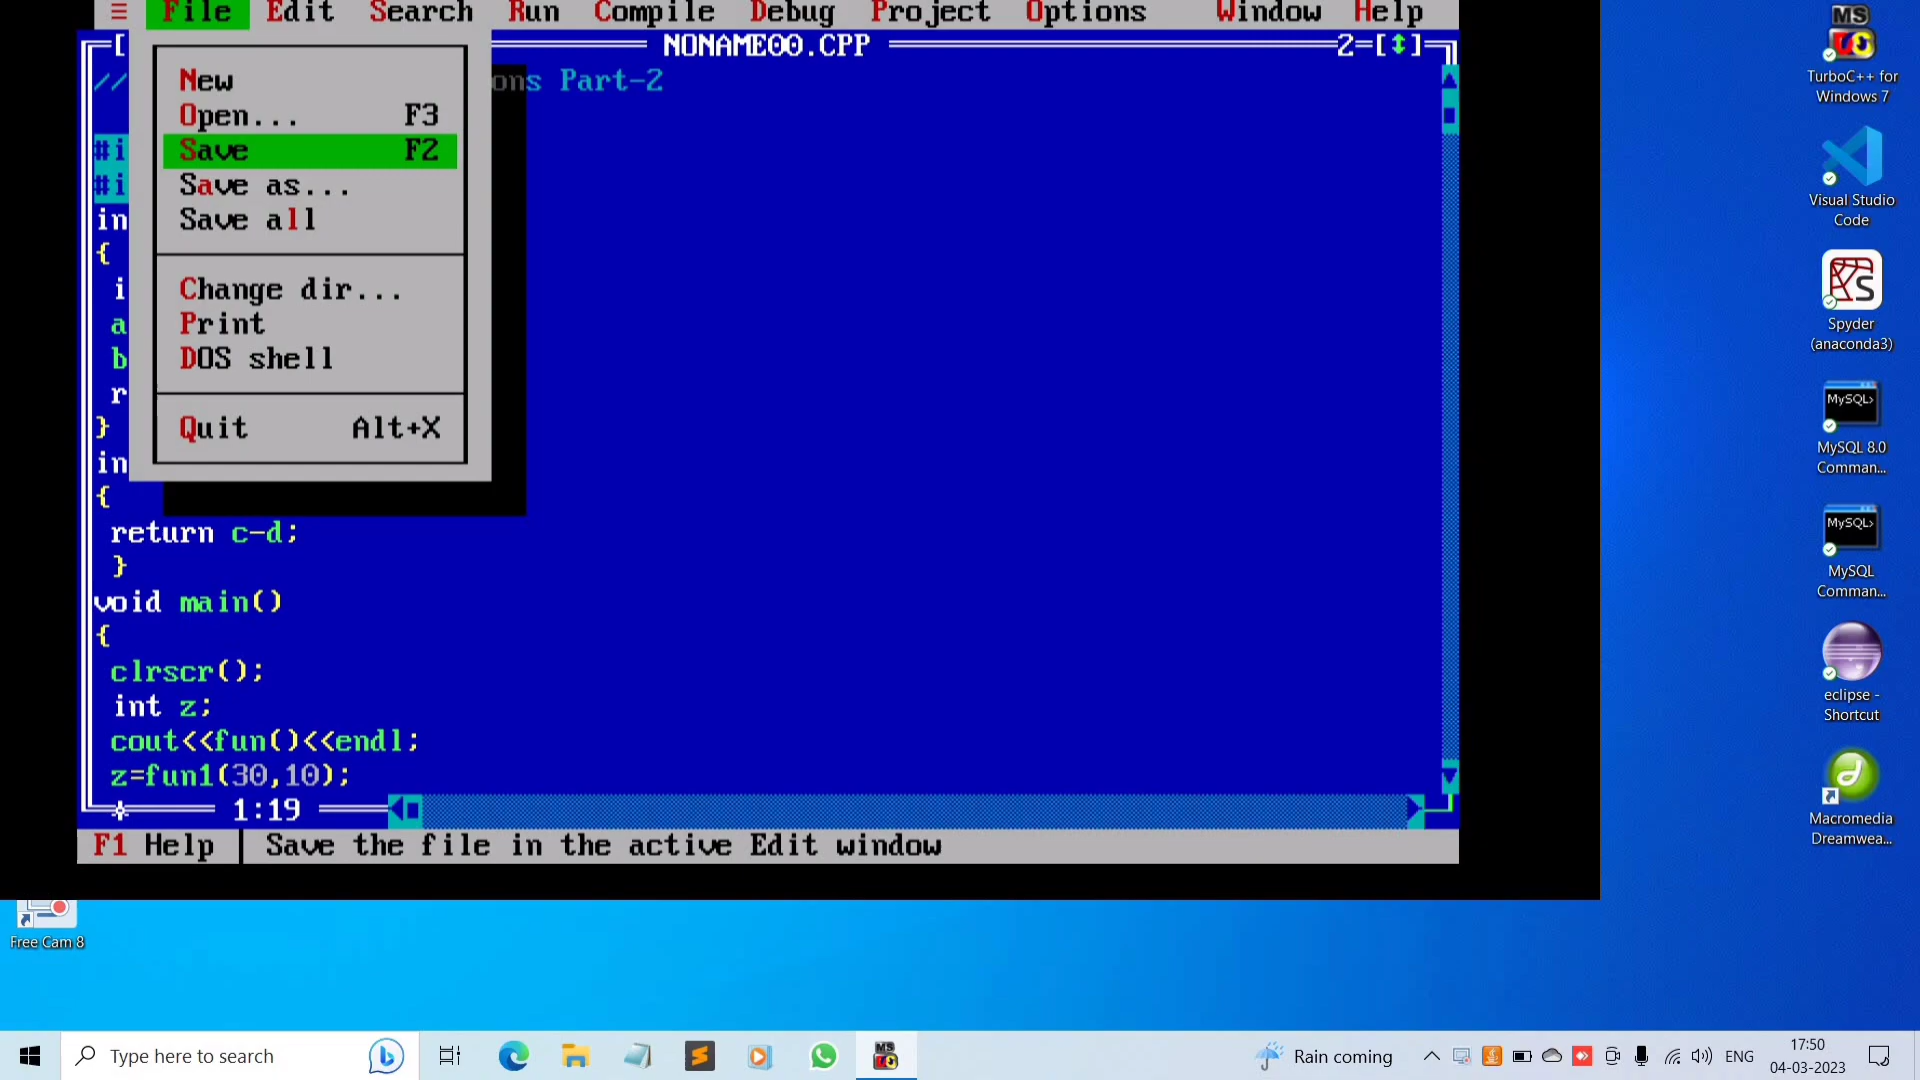 ≡ File Edit Search Run Compile Debug Project Options Window Help
[ NONAME00.CPP 2=[↕]
// ons Part-2
New
Open... F3
Save F2
Save as...
Save all
Change dir...
Print
DOS shell
Quit Alt+X
#i
#i
in
{
i
a
b
r
}
in
{
return c-d;
}
void main()
{
clrscr();
int z;
cout<<fun()<<endl;
z=fun1(30,10);
1:19
F1 Help | Save the file in the active Edit window
TurboC++ for
Windows 7
Visual Studio
Code
Spyder
(anaconda3)
MySQL>
MySQL 8.0
Comman...
MySQL>
MySQL
Comman...
eclipse -
Shortcut
Macromedia
Dreamwea...
Free Cam 8
Type here to search
MS
Rain coming
ENG
17:50
04-03-2023